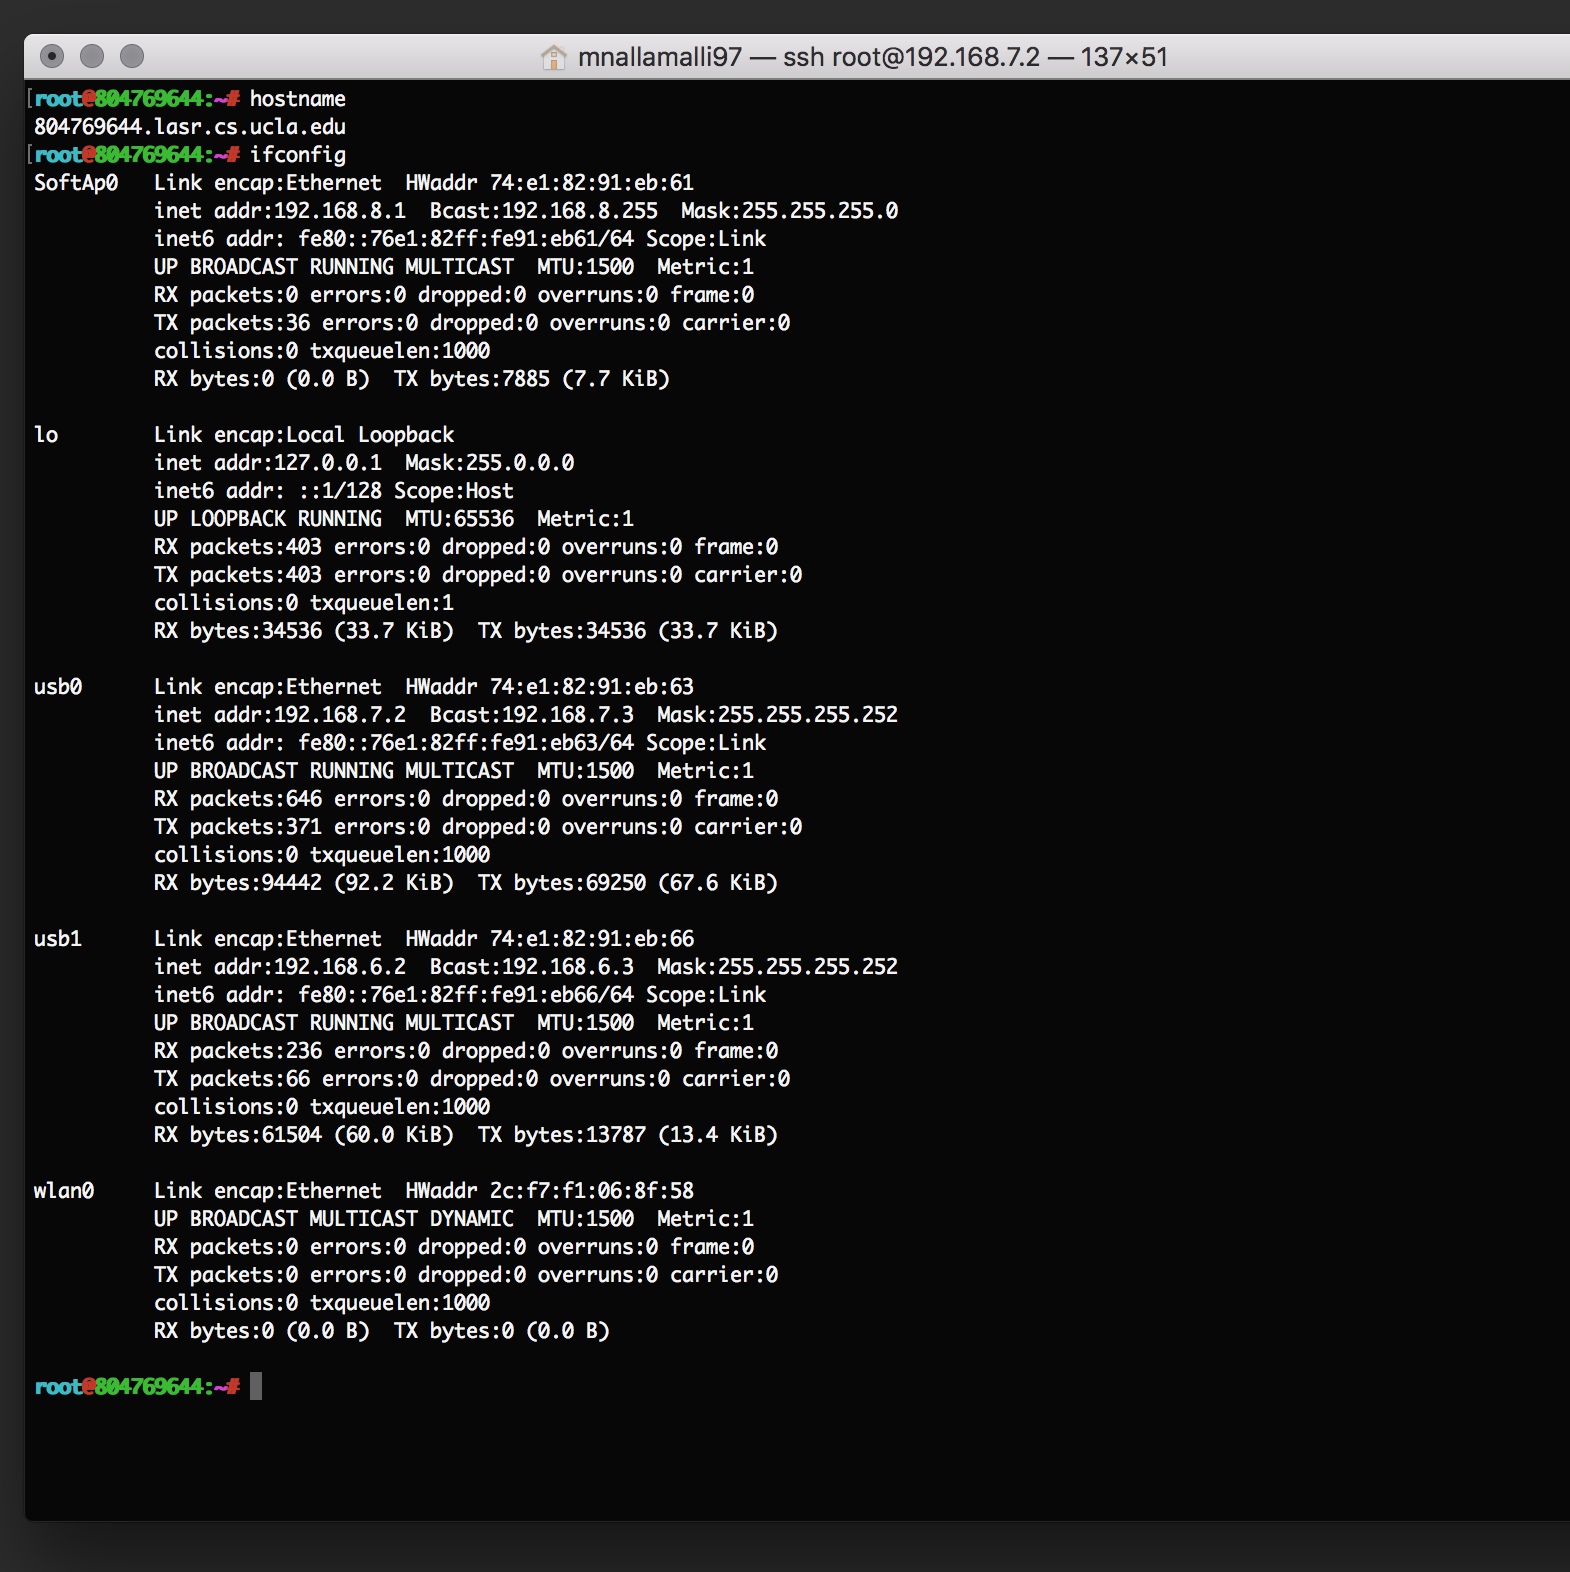 mnallamalli97 — ssh root@192.168.7.2 — 137×51
[root@804769644:~# hostname
804769644.lasr.cs.ucla.edu
[root@804769644:~# ifconfig
SoftAp0   Link encap:Ethernet  HWaddr 74:e1:82:91:eb:61
          inet addr:192.168.8.1  Bcast:192.168.8.255  Mask:255.255.255.0
          inet6 addr: fe80::76e1:82ff:fe91:eb61/64 Scope:Link
          UP BROADCAST RUNNING MULTICAST  MTU:1500  Metric:1
          RX packets:0 errors:0 dropped:0 overruns:0 frame:0
          TX packets:36 errors:0 dropped:0 overruns:0 carrier:0
          collisions:0 txqueuelen:1000
          RX bytes:0 (0.0 B)  TX bytes:7885 (7.7 KiB)

lo        Link encap:Local Loopback
          inet addr:127.0.0.1  Mask:255.0.0.0
          inet6 addr: ::1/128 Scope:Host
          UP LOOPBACK RUNNING  MTU:65536  Metric:1
          RX packets:403 errors:0 dropped:0 overruns:0 frame:0
          TX packets:403 errors:0 dropped:0 overruns:0 carrier:0
          collisions:0 txqueuelen:1
          RX bytes:34536 (33.7 KiB)  TX bytes:34536 (33.7 KiB)

usb0      Link encap:Ethernet  HWaddr 74:e1:82:91:eb:63
          inet addr:192.168.7.2  Bcast:192.168.7.3  Mask:255.255.255.252
          inet6 addr: fe80::76e1:82ff:fe91:eb63/64 Scope:Link
          UP BROADCAST RUNNING MULTICAST  MTU:1500  Metric:1
          RX packets:646 errors:0 dropped:0 overruns:0 frame:0
          TX packets:371 errors:0 dropped:0 overruns:0 carrier:0
          collisions:0 txqueuelen:1000
          RX bytes:94442 (92.2 KiB)  TX bytes:69250 (67.6 KiB)

usb1      Link encap:Ethernet  HWaddr 74:e1:82:91:eb:66
          inet addr:192.168.6.2  Bcast:192.168.6.3  Mask:255.255.255.252
          inet6 addr: fe80::76e1:82ff:fe91:eb66/64 Scope:Link
          UP BROADCAST RUNNING MULTICAST  MTU:1500  Metric:1
          RX packets:236 errors:0 dropped:0 overruns:0 frame:0
          TX packets:66 errors:0 dropped:0 overruns:0 carrier:0
          collisions:0 txqueuelen:1000
          RX bytes:61504 (60.0 KiB)  TX bytes:13787 (13.4 KiB)

wlan0     Link encap:Ethernet  HWaddr 2c:f7:f1:06:8f:58
          UP BROADCAST MULTICAST DYNAMIC  MTU:1500  Metric:1
          RX packets:0 errors:0 dropped:0 overruns:0 frame:0
          TX packets:0 errors:0 dropped:0 overruns:0 carrier:0
          collisions:0 txqueuelen:1000
          RX bytes:0 (0.0 B)  TX bytes:0 (0.0 B)

root@804769644:~#